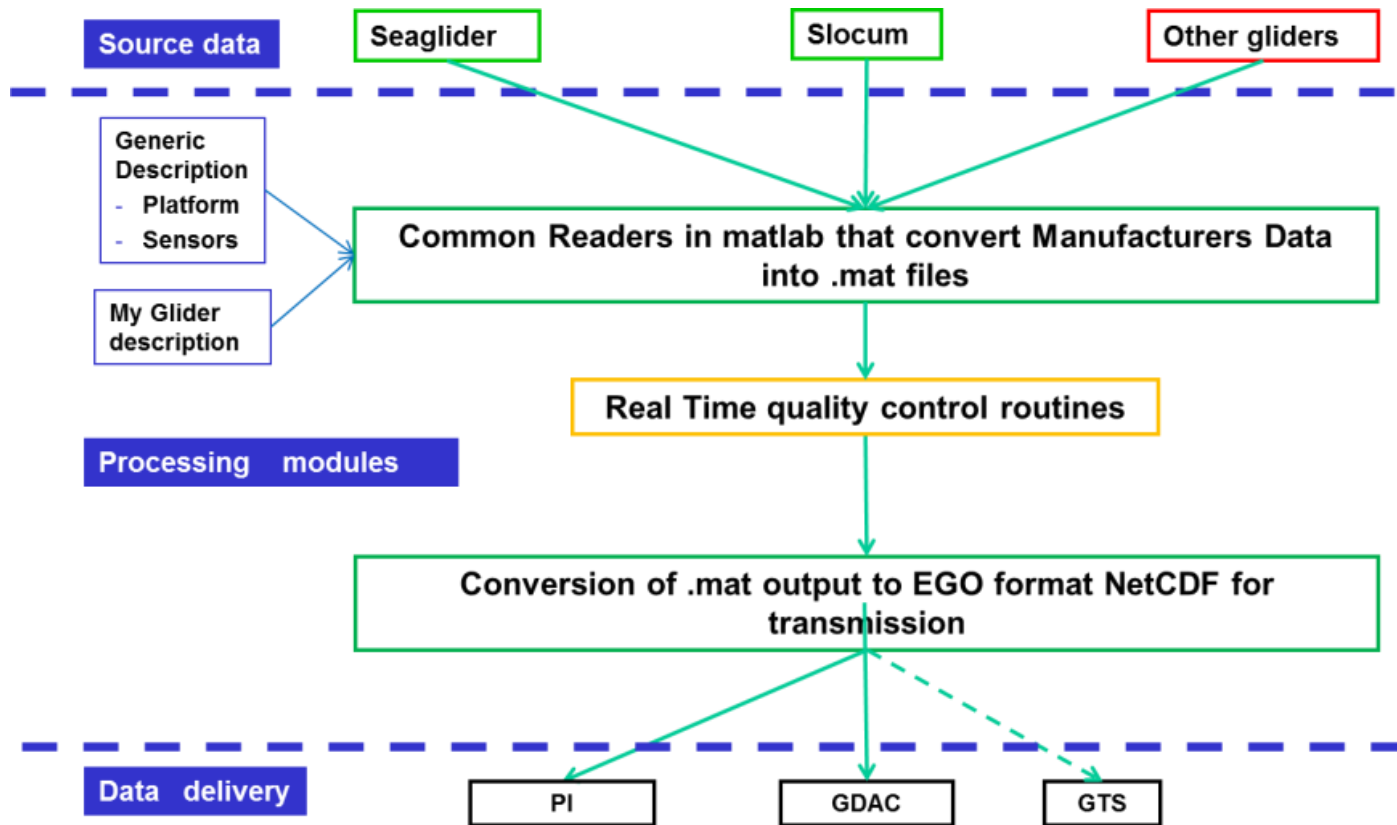 Source data
Seaglider
Slocum
Other gliders
Generic
Description
- Platform
- Sensors
My Glider
description
Common Readers in matlab that convert Manufacturers Data
into .mat files
Real Time quality control routines
Processing modules
Conversion of .mat output to EGO format NetCDF for
transmission
Data delivery
PI
GDAC
GTS